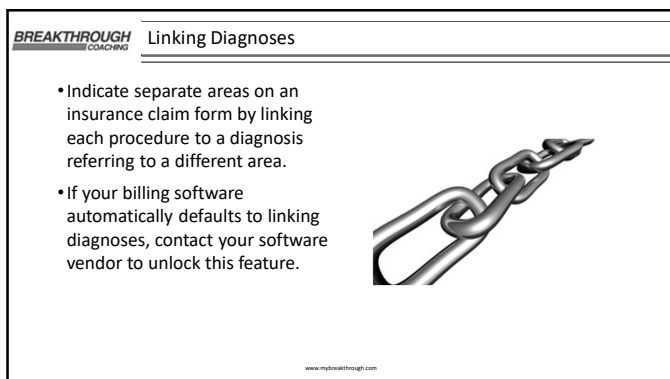 BREAKTHROUGH
COACHING
Linking Diagnoses
•Indicate separate areas on an
insurance claim form by linking
each procedure to a diagnosis
referring to a different area.
•If your billing software
automatically defaults to linking
diagnoses, contact your software
vendor to unlock this feature.
www.mybreakthrough.com